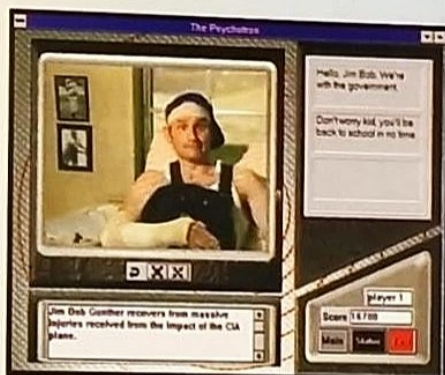 The Psychotron
Hello, Jim Bob. We're
with the government.
Don't worry kid, you'll be
back to school in no time
Jim Bob Gunther recovers from massive
injuries received from the impact of the CIA
plane.
player 1
Score 16700
Main
Status